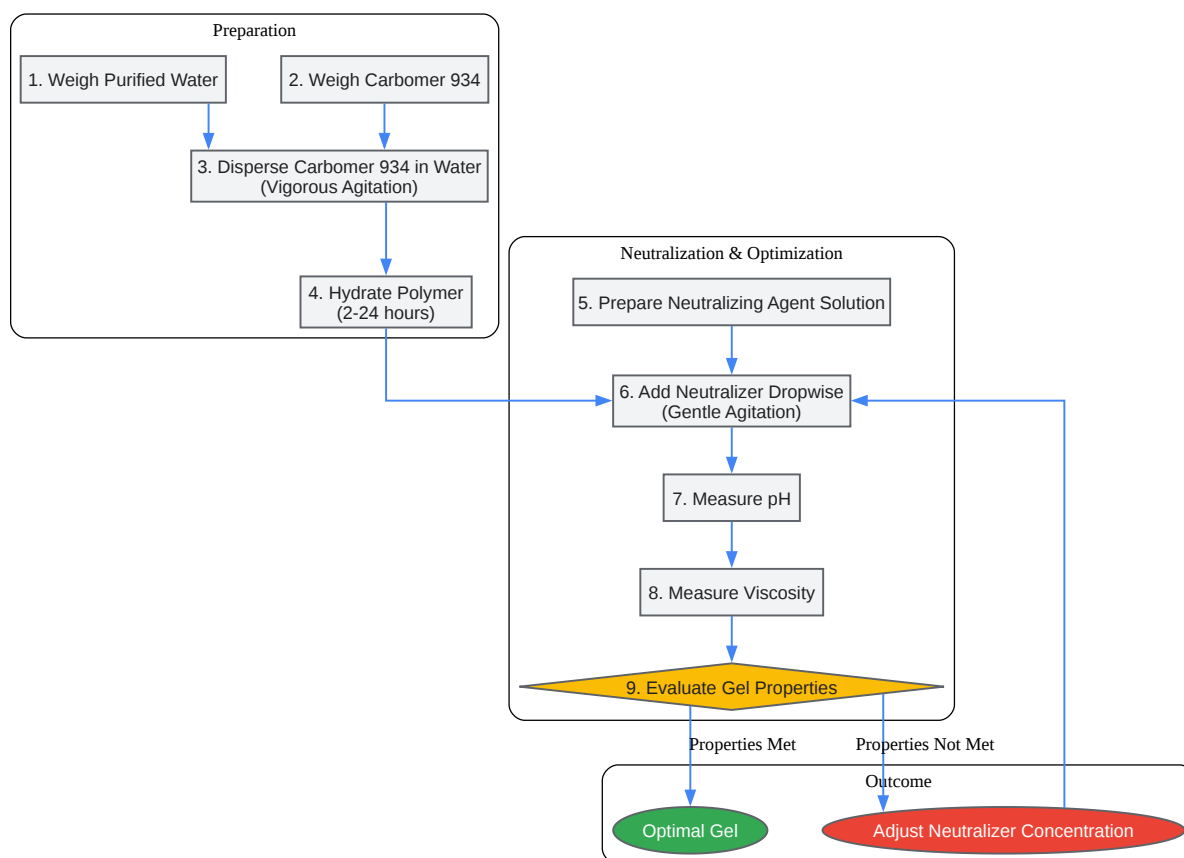 Preparation
1. Weigh Purified Water
2. Weigh Carbomer 934
3. Disperse Carbomer 934 in Water
(Vigorous Agitation)
4. Hydrate Polymer
(2-24 hours)
Neutralization & Optimization
5. Prepare Neutralizing Agent Solution
6. Add Neutralizer Dropwise
(Gentle Agitation)
7. Measure pH
8. Measure Viscosity
9. Evaluate Gel Properties
Properties Met
Properties Not Met
Outcome
Optimal Gel
Adjust Neutralizer Concentration